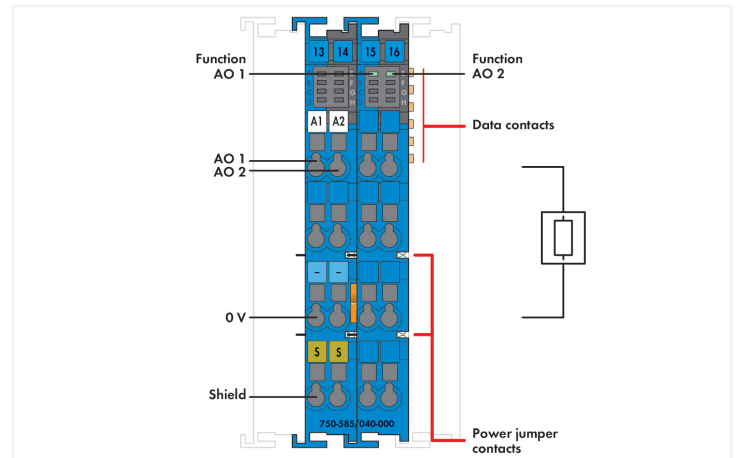 13 14 15 16
Function
AO 1
Function
AO 2
E
F
G
H
A1 A2
Data contacts
AO 1
AO 2
- -
0 V
S S
Shield
750-585/040-000
Power jumper
contacts